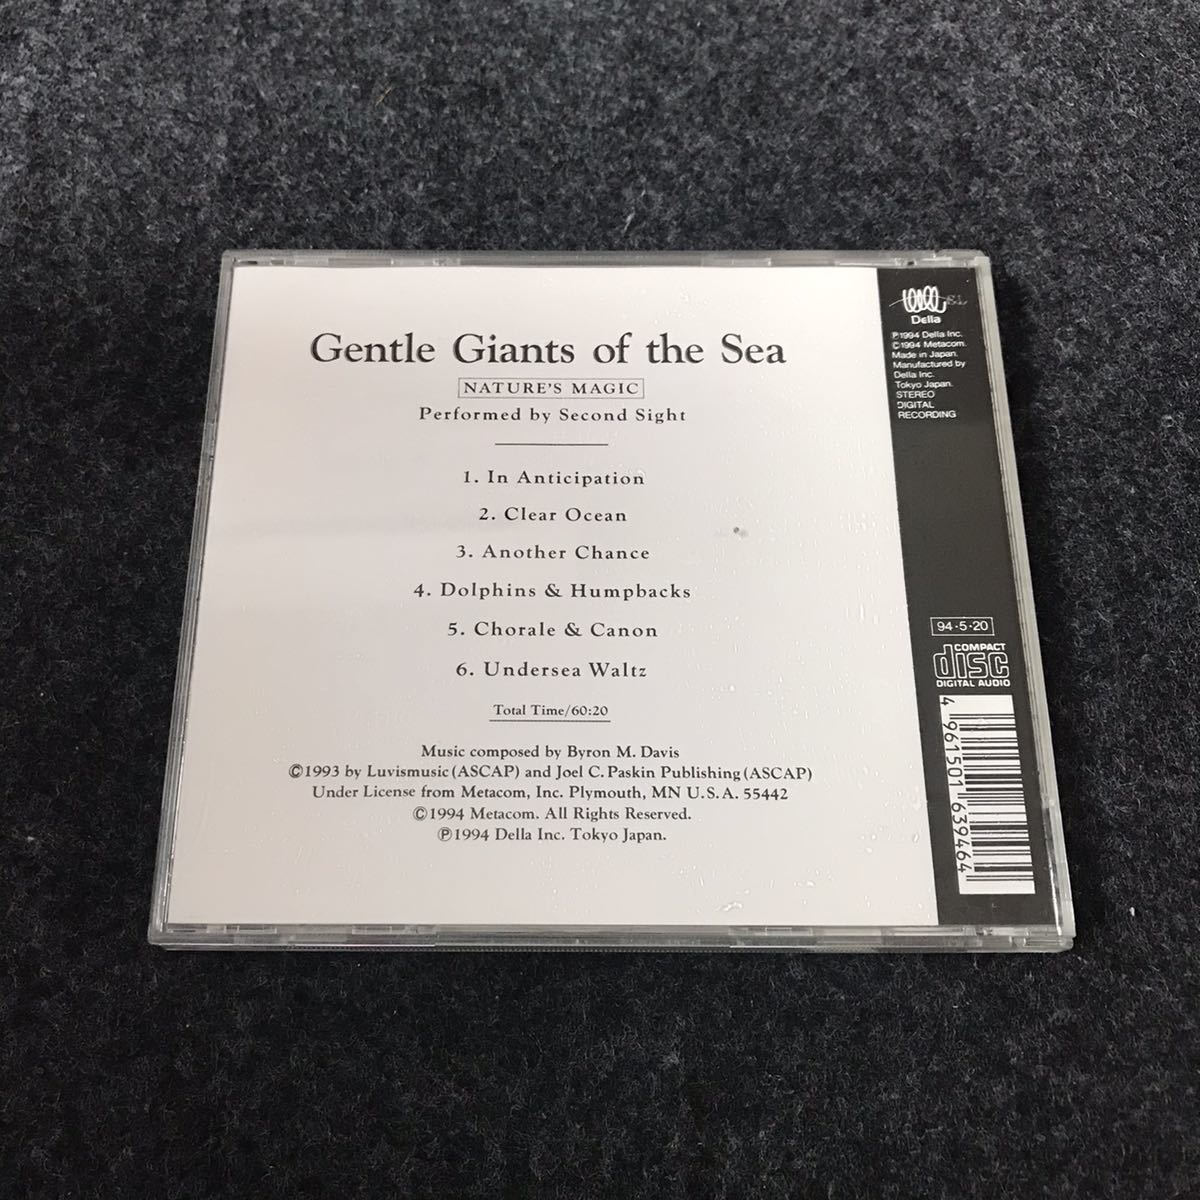 Gentle Giants of the Sea
NATURE'S MAGIC
Performed by Second Sight
1. In Anticipation
2. Clear Ocean
3. Another Chance
4. Dolphins & Humpbacks
5. Chorale & Canon
6. Undersea Waltz
Total Time/60:20
Music composed by Byron M. Davis
©1993 by Luvismusic (ASCAP) and Joel C. Paskin Publishing (ASCAP)
Under License from Metacom, Inc. Plymouth, MN U.S.A. 55442
©1994 Metacom. All Rights Reserved.
℗1994 Della Inc. Tokyo Japan.
Della
℗1994 Della Inc.
©1994 Metacom.
Made in Japan.
Manufactured by
Della Inc.
Tokyo Japan.
STEREO
DIGITAL
RECORDING
94·5·20
COMPACT
disc
DIGITAL AUDIO
4 961501 639464